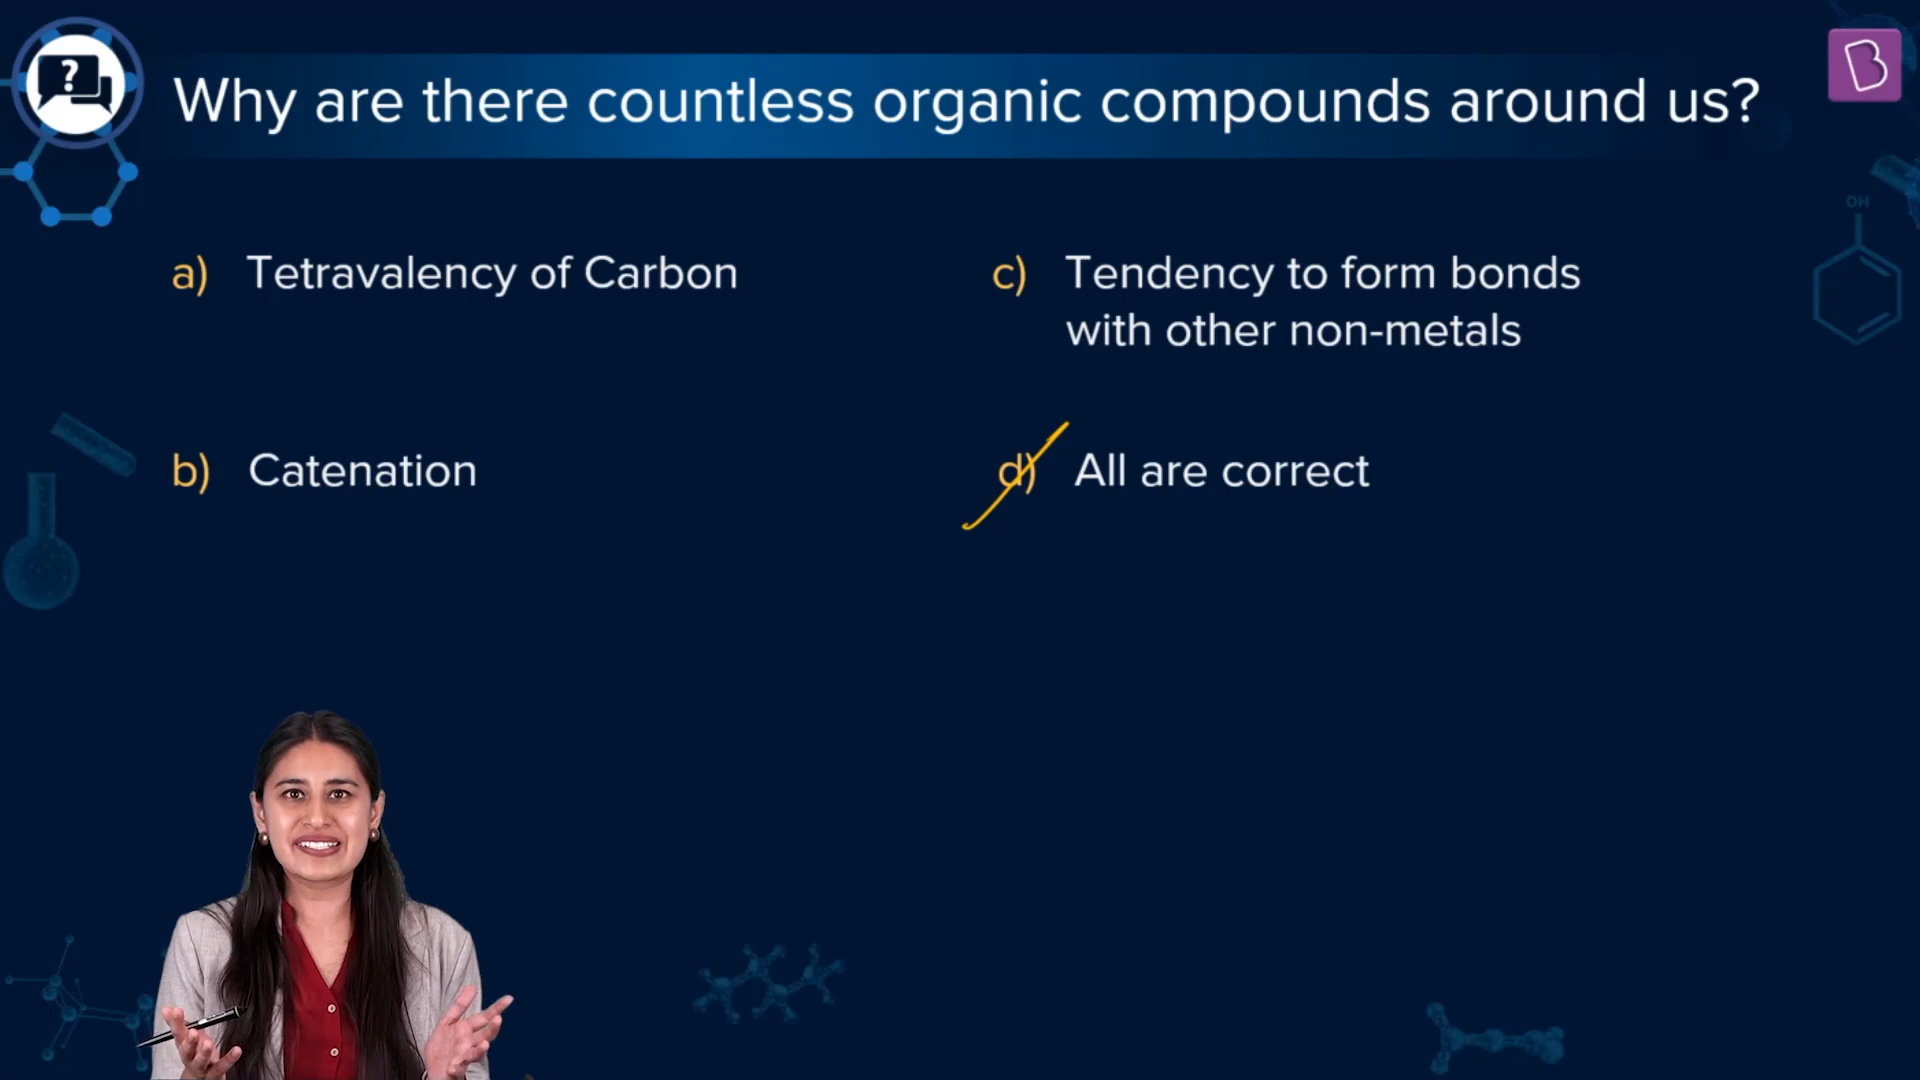 ?
Why are there countless organic compounds around us?
B
OH
a) Tetravalency of Carbon
c) Tendency to form bonds
with other non-metals
b) Catenation
d) All are correct